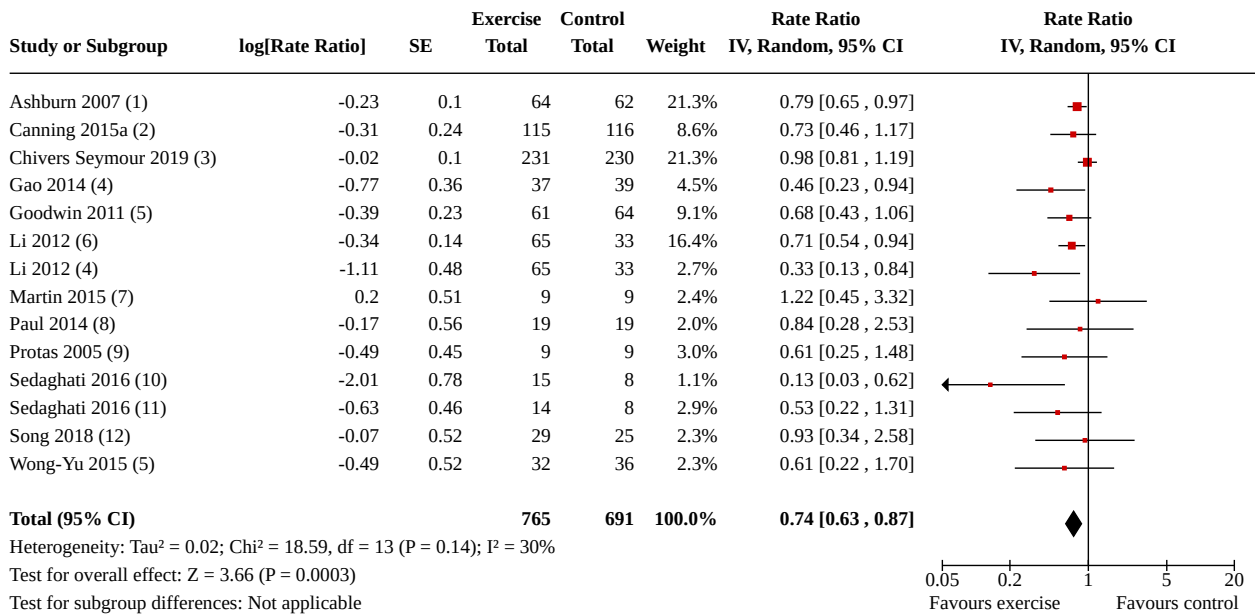 Exercise Control Rate Ratio Rate Ratio
Study or Subgroup log[Rate Ratio] SE Total Total Weight IV, Random, 95% CI IV, Random, 95% CI
Ashburn 2007 (1) -0.23 0.1 64 62 21.3% 0.79 [0.65 , 0.97]
Canning 2015a (2) -0.31 0.24 115 116 8.6% 0.73 [0.46 , 1.17]
Chivers Seymour 2019 (3) -0.02 0.1 231 230 21.3% 0.98 [0.81 , 1.19]
Gao 2014 (4) -0.77 0.36 37 39 4.5% 0.46 [0.23 , 0.94]
Goodwin 2011 (5) -0.39 0.23 61 64 9.1% 0.68 [0.43 , 1.06]
Li 2012 (6) -0.34 0.14 65 33 16.4% 0.71 [0.54 , 0.94]
Li 2012 (4) -1.11 0.48 65 33 2.7% 0.33 [0.13 , 0.84]
Martin 2015 (7) 0.2 0.51 9 9 2.4% 1.22 [0.45 , 3.32]
Paul 2014 (8) -0.17 0.56 19 19 2.0% 0.84 [0.28 , 2.53]
Protas 2005 (9) -0.49 0.45 9 9 3.0% 0.61 [0.25 , 1.48]
Sedaghati 2016 (10) -2.01 0.78 15 8 1.1% 0.13 [0.03 , 0.62]
Sedaghati 2016 (11) -0.63 0.46 14 8 2.9% 0.53 [0.22 , 1.31]
Song 2018 (12) -0.07 0.52 29 25 2.3% 0.93 [0.34 , 2.58]
Wong-Yu 2015 (5) -0.49 0.52 32 36 2.3% 0.61 [0.22 , 1.70]
Total (95% CI) 765 691 100.0% 0.74 [0.63 , 0.87]
Heterogeneity: Tau² = 0.02; Chi² = 18.59, df = 13 (P = 0.14); I² = 30%
Test for overall effect: Z = 3.66 (P = 0.0003)
Test for subgroup differences: Not applicable
0.05 0.2 1 5 20
Favours exercise Favours control